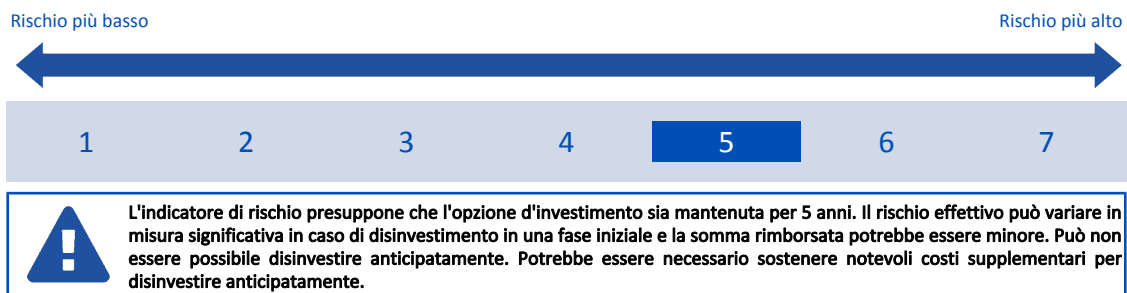 Rischio più basso Rischio più alto
1 2 3 4 5 6 7
L'indicatore di rischio presuppone che l'opzione d'investimento sia mantenuta per 5 anni. Il rischio effettivo può variare in
misura significativa in caso di disinvestimento in una fase iniziale e la somma rimborsata potrebbe essere minore. Può non
essere possibile disinvestire anticipatamente. Potrebbe essere necessario sostenere notevoli costi supplementari per
disinvestire anticipatamente.